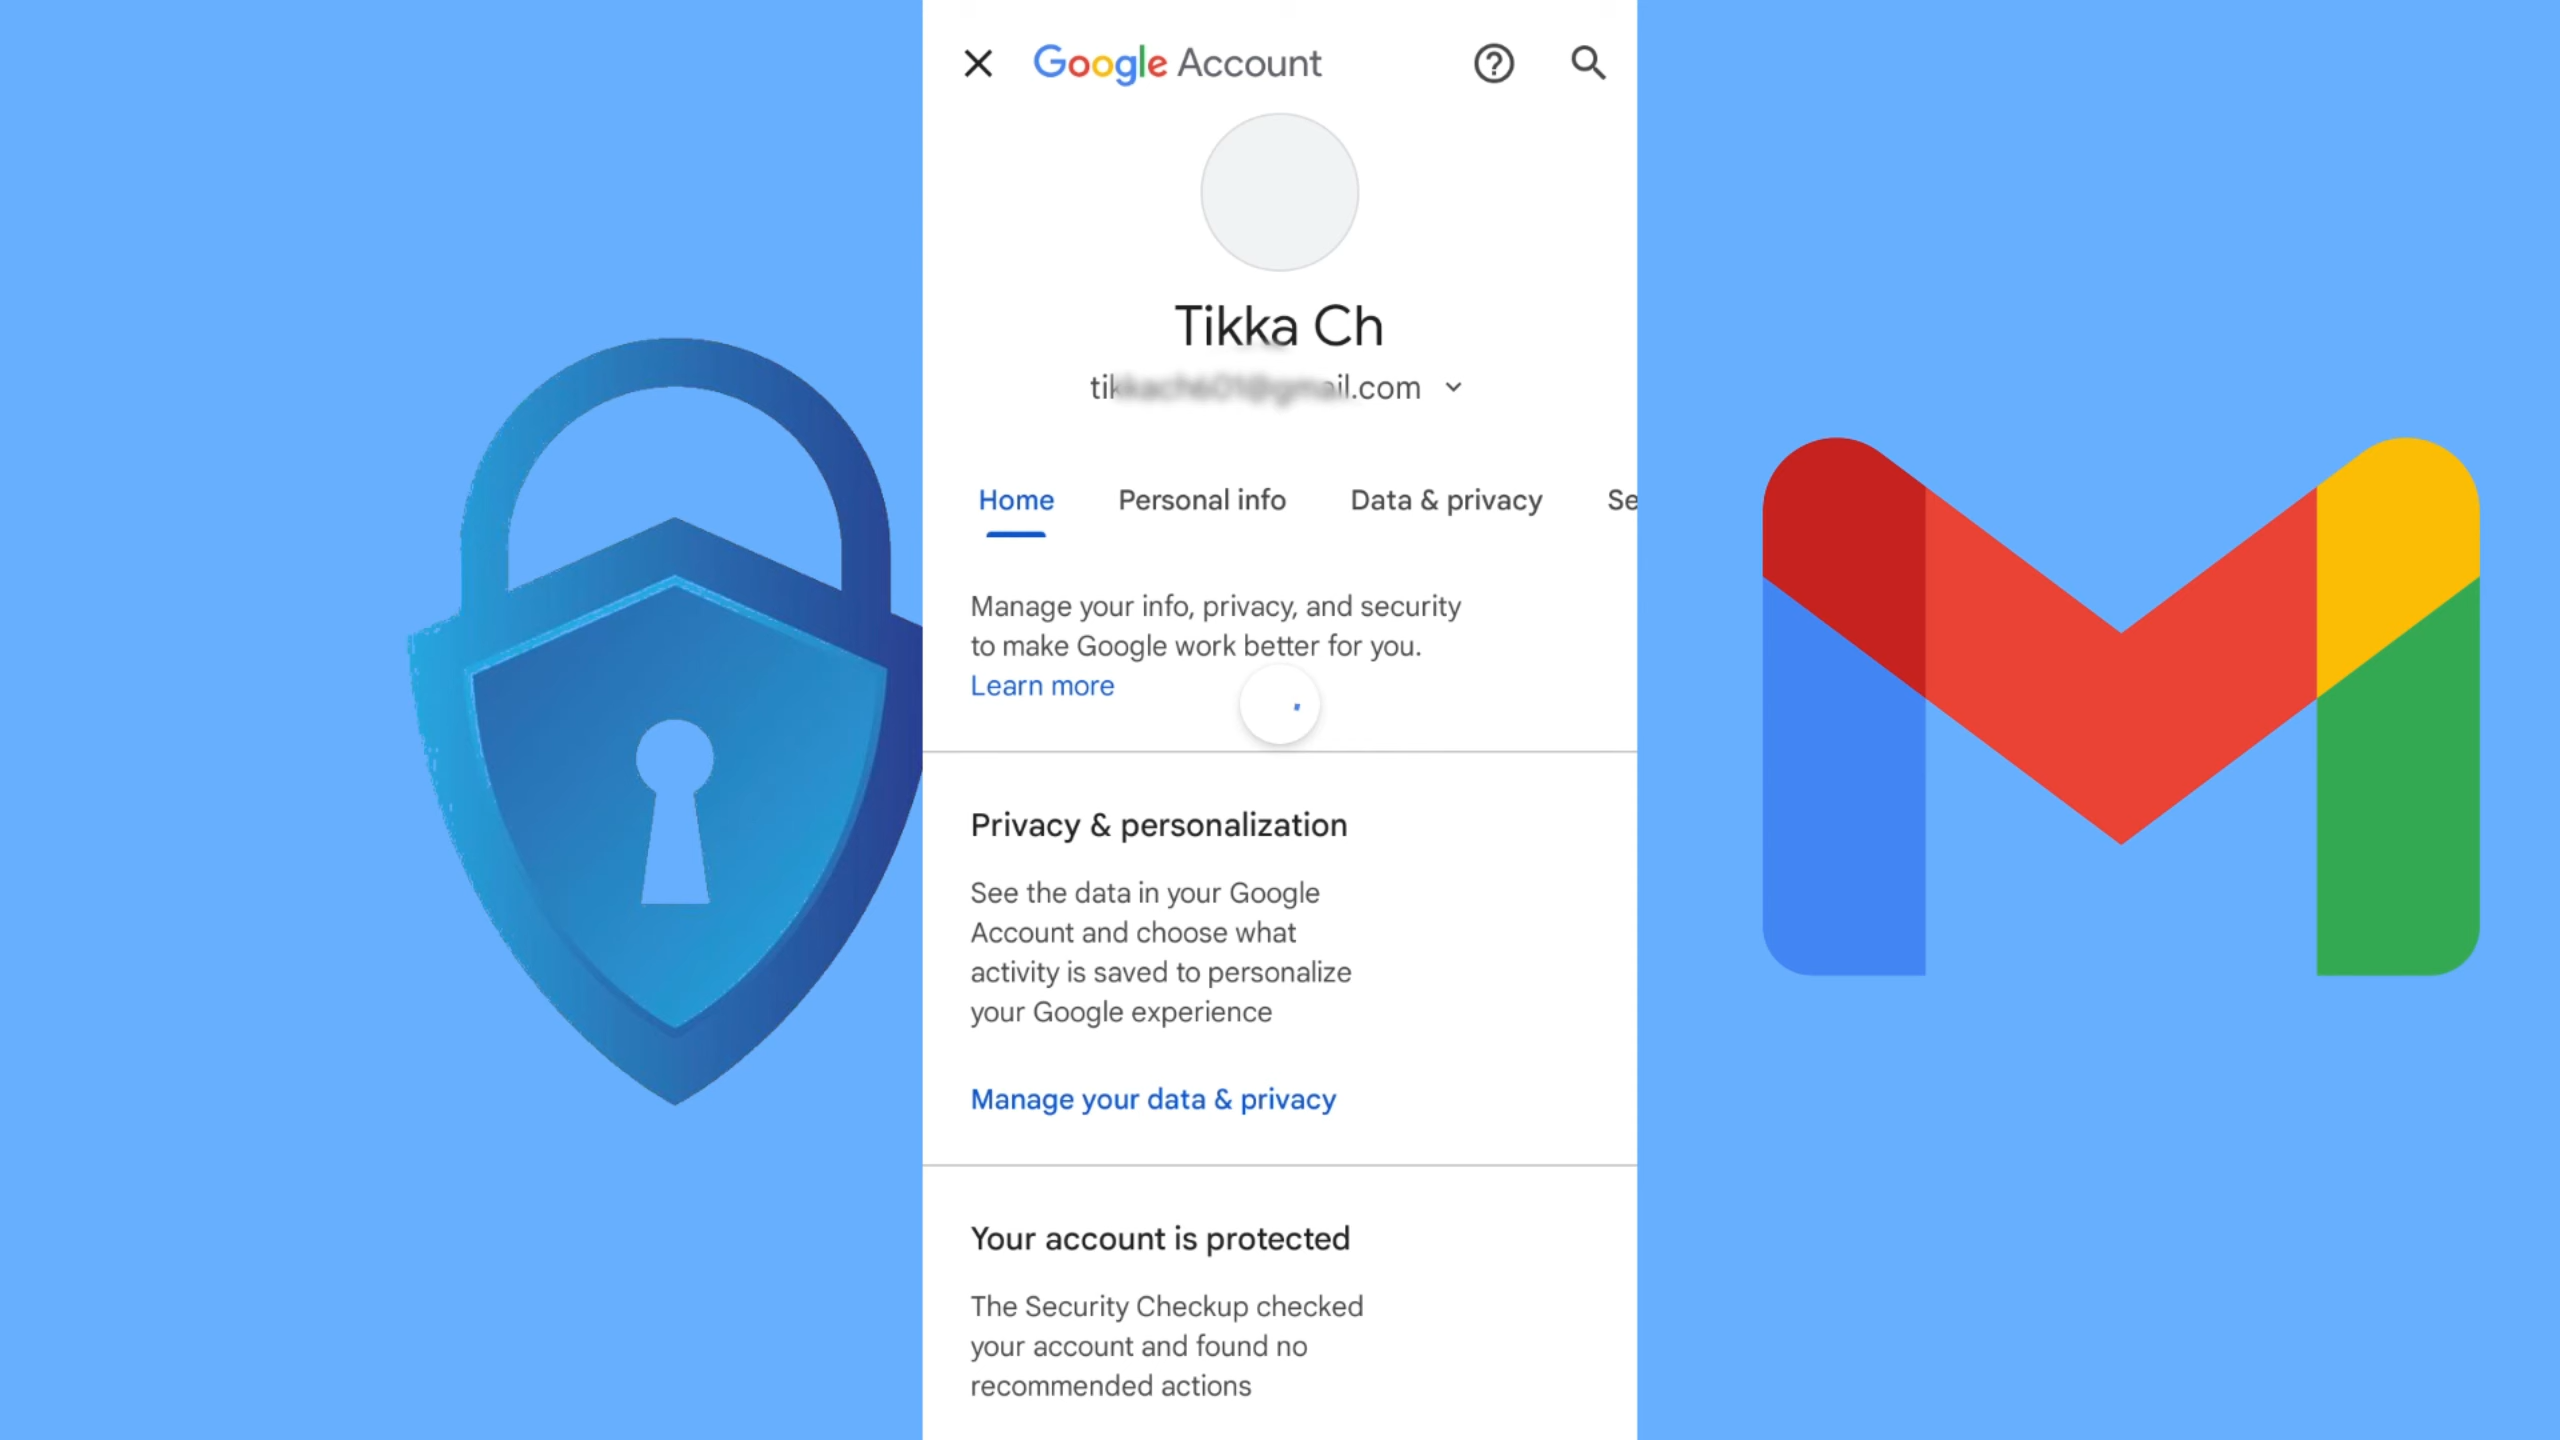 Google Account
Tikka Ch
.com
Home Personal info Data & privacy Se
Manage your info, privacy, and security
to make Google work better for you.
Learn more
Privacy & personalization
See the data in your Google
Account and choose what
activity is saved to personalize
your Google experience
Manage your data & privacy
Your account is protected
The Security Checkup checked
your account and found no
recommended actions